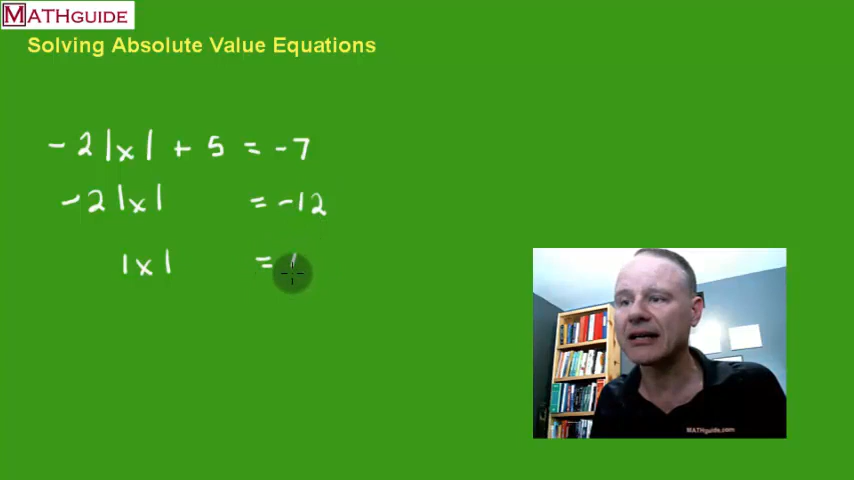 MATHGUIDE
Solving Absolute Value Equations
-2|x| + 5 = -7
-2|x| = -12
|x| =
MATHguide.com